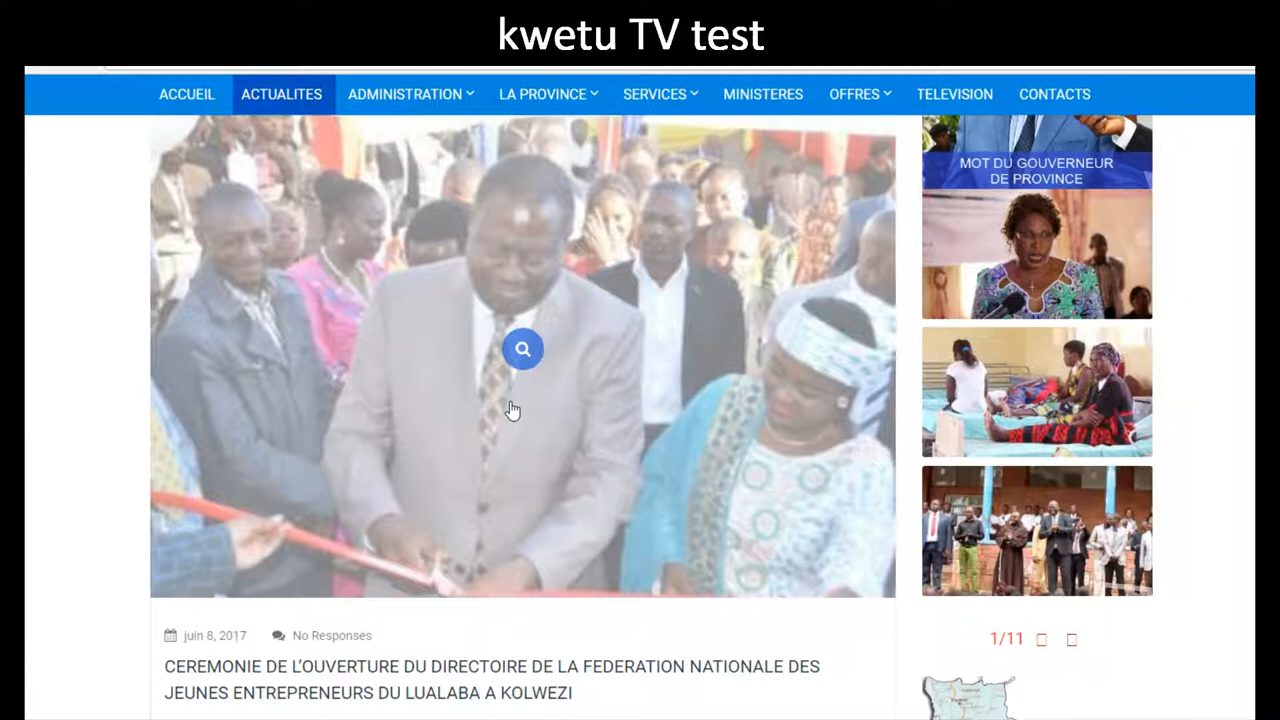 kwetu TV test
ACCUEIL ACTUALITES ADMINISTRATION LA PROVINCE SERVICES MINISTERES OFFRES TELEVISION CONTACTS
MOT DU GOUVERNEUR
DE PROVINCE
1/11
juin 8, 2017 No Responses
CEREMONIE DE L'OUVERTURE DU DIRECTOIRE DE LA FEDERATION NATIONALE DES
JEUNES ENTREPRENEURS DU LUALABA A KOLWEZI